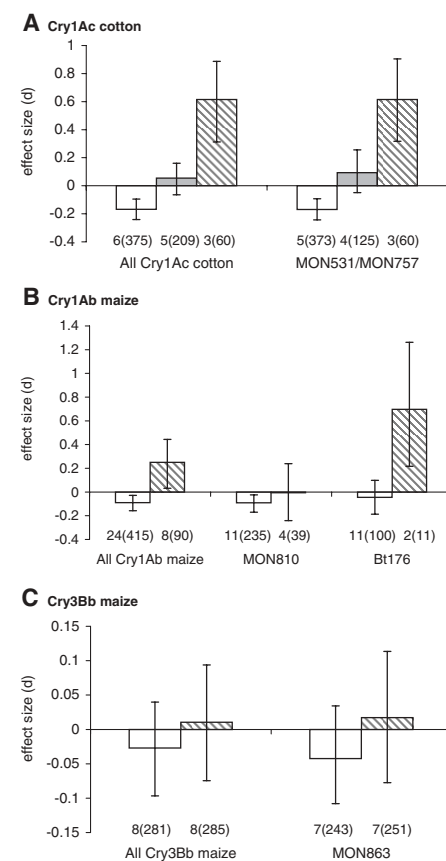 A Cry1Ac cotton
1
0.8
0.6
0.4
0.2
0
-0.2
-0.4
effect size (d)
6(375) 5(209) 3(60) 5(373) 4(125) 3(60)
All Cry1Ac cotton MON531/MON757
B Cry1Ab maize
1.4
1.2
1
0.8
0.6
0.4
0.2
0
-0.2
-0.4
effect size (d)
24(415) 8(90) 11(235) 4(39) 11(100) 2(11)
All Cry1Ab maize MON810 Bt176
C Cry3Bb maize
0.15
0.1
0.05
0
-0.05
-0.1
-0.15
effect size (d)
8(281) 8(285) 7(243) 7(251)
All Cry3Bb maize MON863